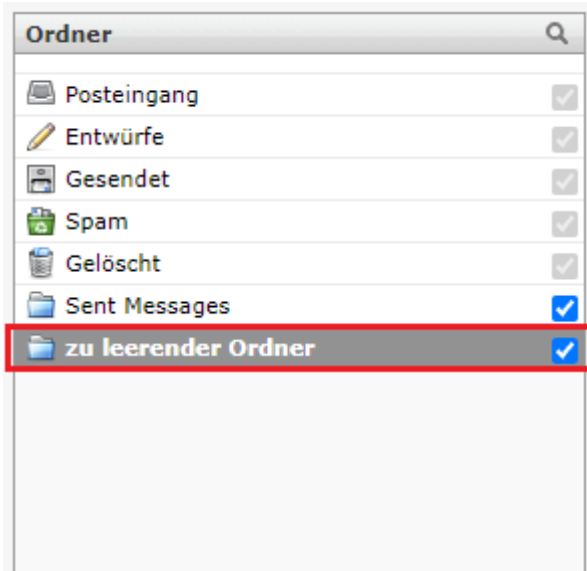 Ordner
Posteingang
Entwürfe
Gesendet
Spam
Gelöscht
Sent Messages
zu leerender Ordner